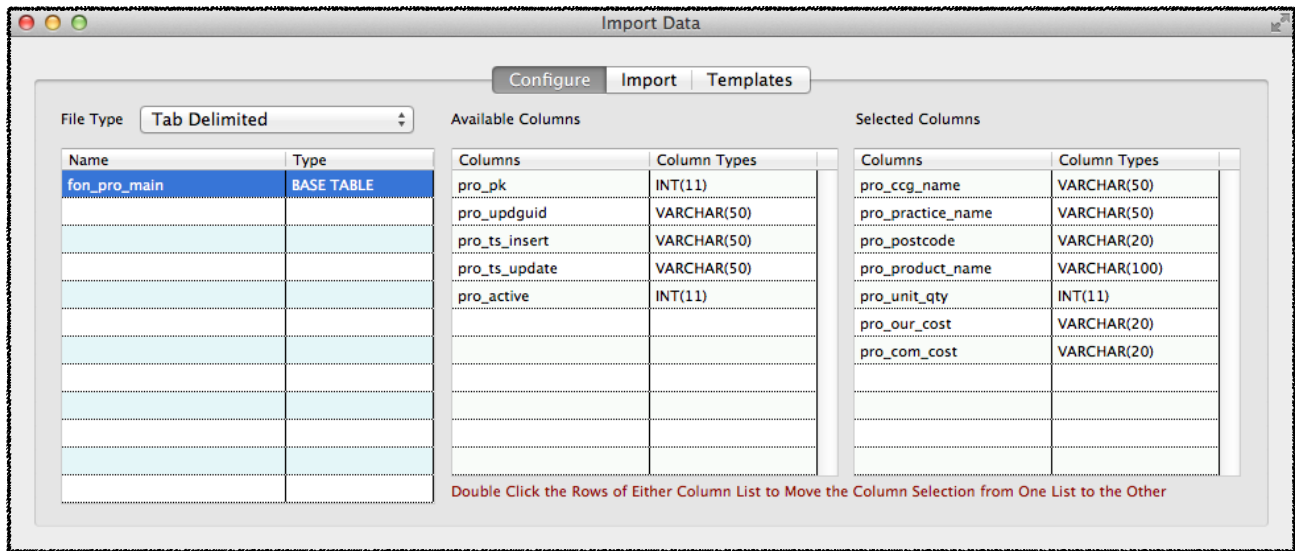 Import Data
Configure Import Templates
File Type Tab Delimited Available Columns Selected Columns
Name Type Columns Column Types Columns Column Types
fon_pro_main BASE TABLE pro_pk INT(11) pro_ccg_name VARCHAR(50)
pro_updguid VARCHAR(50) pro_practice_name VARCHAR(50)
pro_ts_insert VARCHAR(50) pro_postcode VARCHAR(20)
pro_ts_update VARCHAR(50) pro_product_name VARCHAR(100)
pro_active INT(11) pro_unit_qty INT(11)
pro_our_cost VARCHAR(20)
pro_com_cost VARCHAR(20)
Double Click the Rows of Either Column List to Move the Column Selection from One List to the Other